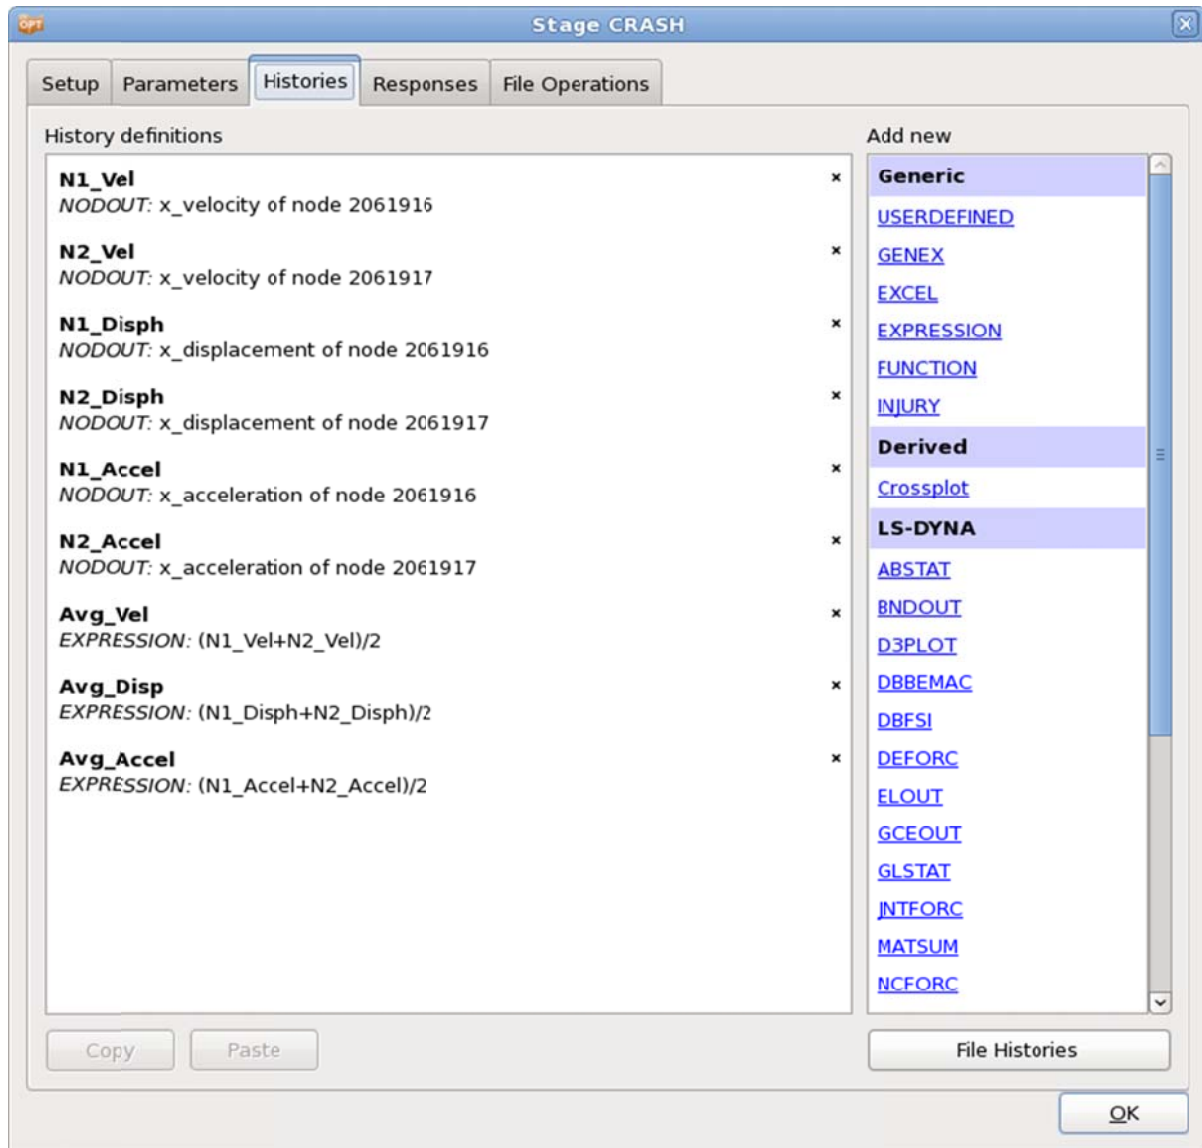 OPT
Stage CRASH
Setup Parameters Histories Responses File Operations
History definitions
N1_Vel
NODOUT: x_velocity of node 2061916
N2_Vel
NODOUT: x_velocity of node 2061917
N1_Disph
NODOUT: x_displacement of node 2061916
N2_Disph
NODOUT: x_displacement of node 2061917
N1_Accel
NODOUT: x_acceleration of node 2061916
N2_Accel
NODOUT: x_acceleration of node 2061917
Avg_Vel
EXPRESSION: (N1_Vel+N2_Vel)/2
Avg_Disp
EXPRESSION: (N1_Disph+N2_Disph)/2
Avg_Accel
EXPRESSION: (N1_Accel+N2_Accel)/2
Add new
Generic
USERDEFINED
GENEX
EXCEL
EXPRESSION
FUNCTION
INJURY
Derived
Crossplot
LS-DYNA
ABSTAT
BNDOUT
D3PLOT
DBBEMAC
DBFSI
DEFORC
ELOUT
GCEOUT
GLSTAT
JNTFORC
MATSUM
NCFORC
Copy Paste
File Histories
OK